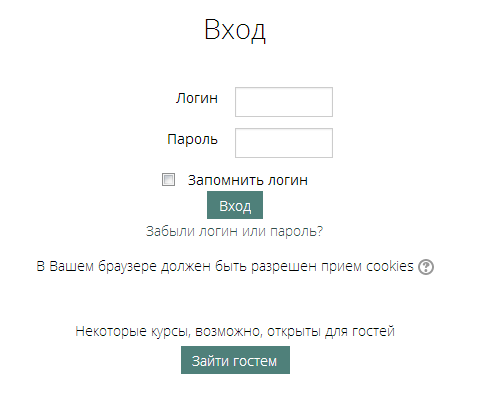 Вход
Логин
Пароль
Запомнить логин
Вход
Забыли логин или пароль?
В Вашем браузере должен быть разрешен прием cookies ?
Некоторые курсы, возможно, открыты для гостей
Зайти гостем